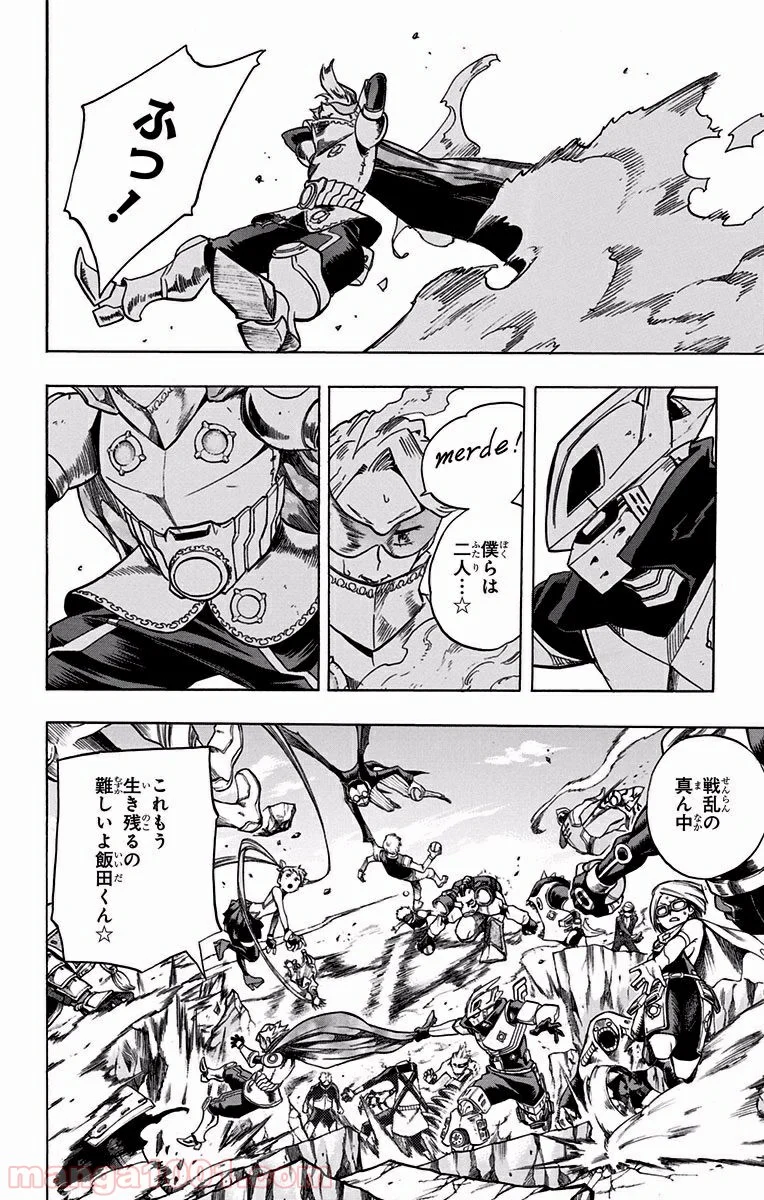 ふっ！
merde!
僕らは
二人…☆
戦乱の
真ん中
これもう
生き残るの
難しいよ飯田くん☆
manga1001.com